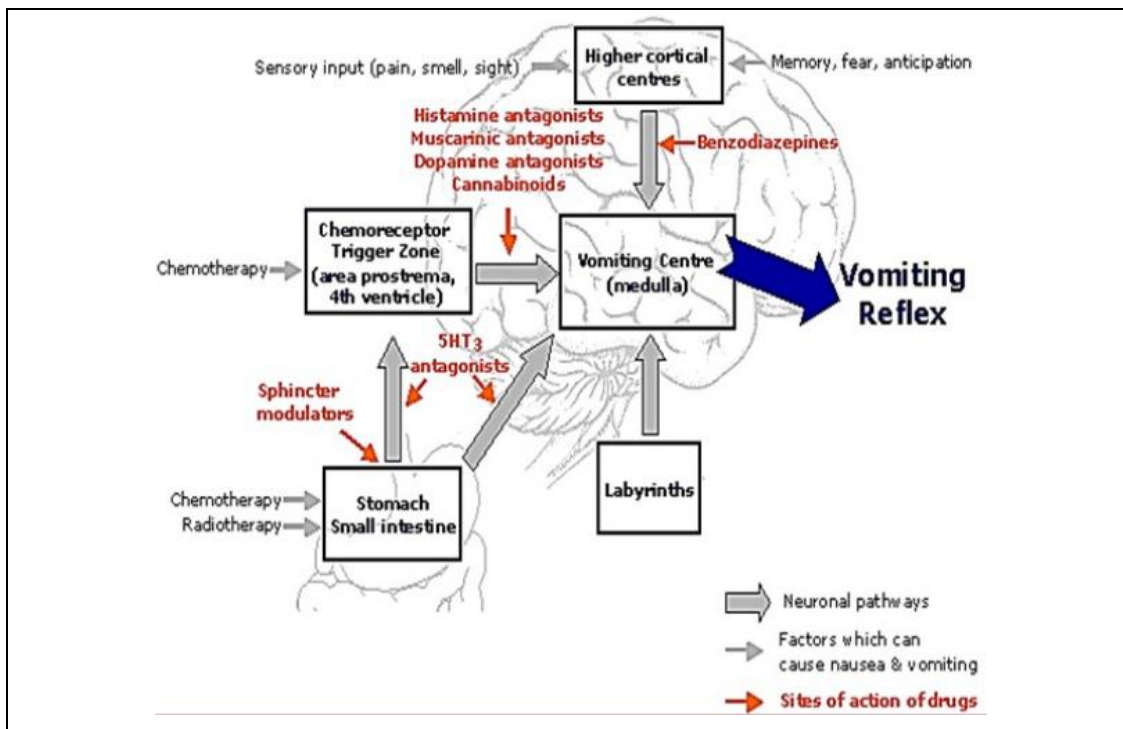 Higher cortical
centres
Sensory input (pain, smell, sight)
Memory, fear, anticipation
Histamine antagonists
Muscarinic antagonists
Dopamine antagonists
Cannabinoids
Benzodiazepines
Chemoreceptor
Trigger Zone
(area prostrema,
4th ventricle)
Chemotherapy
Vomiting Centre
(medulla)
Vomiting
Reflex
5HT3
antagonists
Sphincter
modulators
Chemotherapy
Radiotherapy
Stomach
Small intestine
Labyrinths
Neuronal pathways
Factors which can
cause nausea & vomiting
Sites of action of drugs